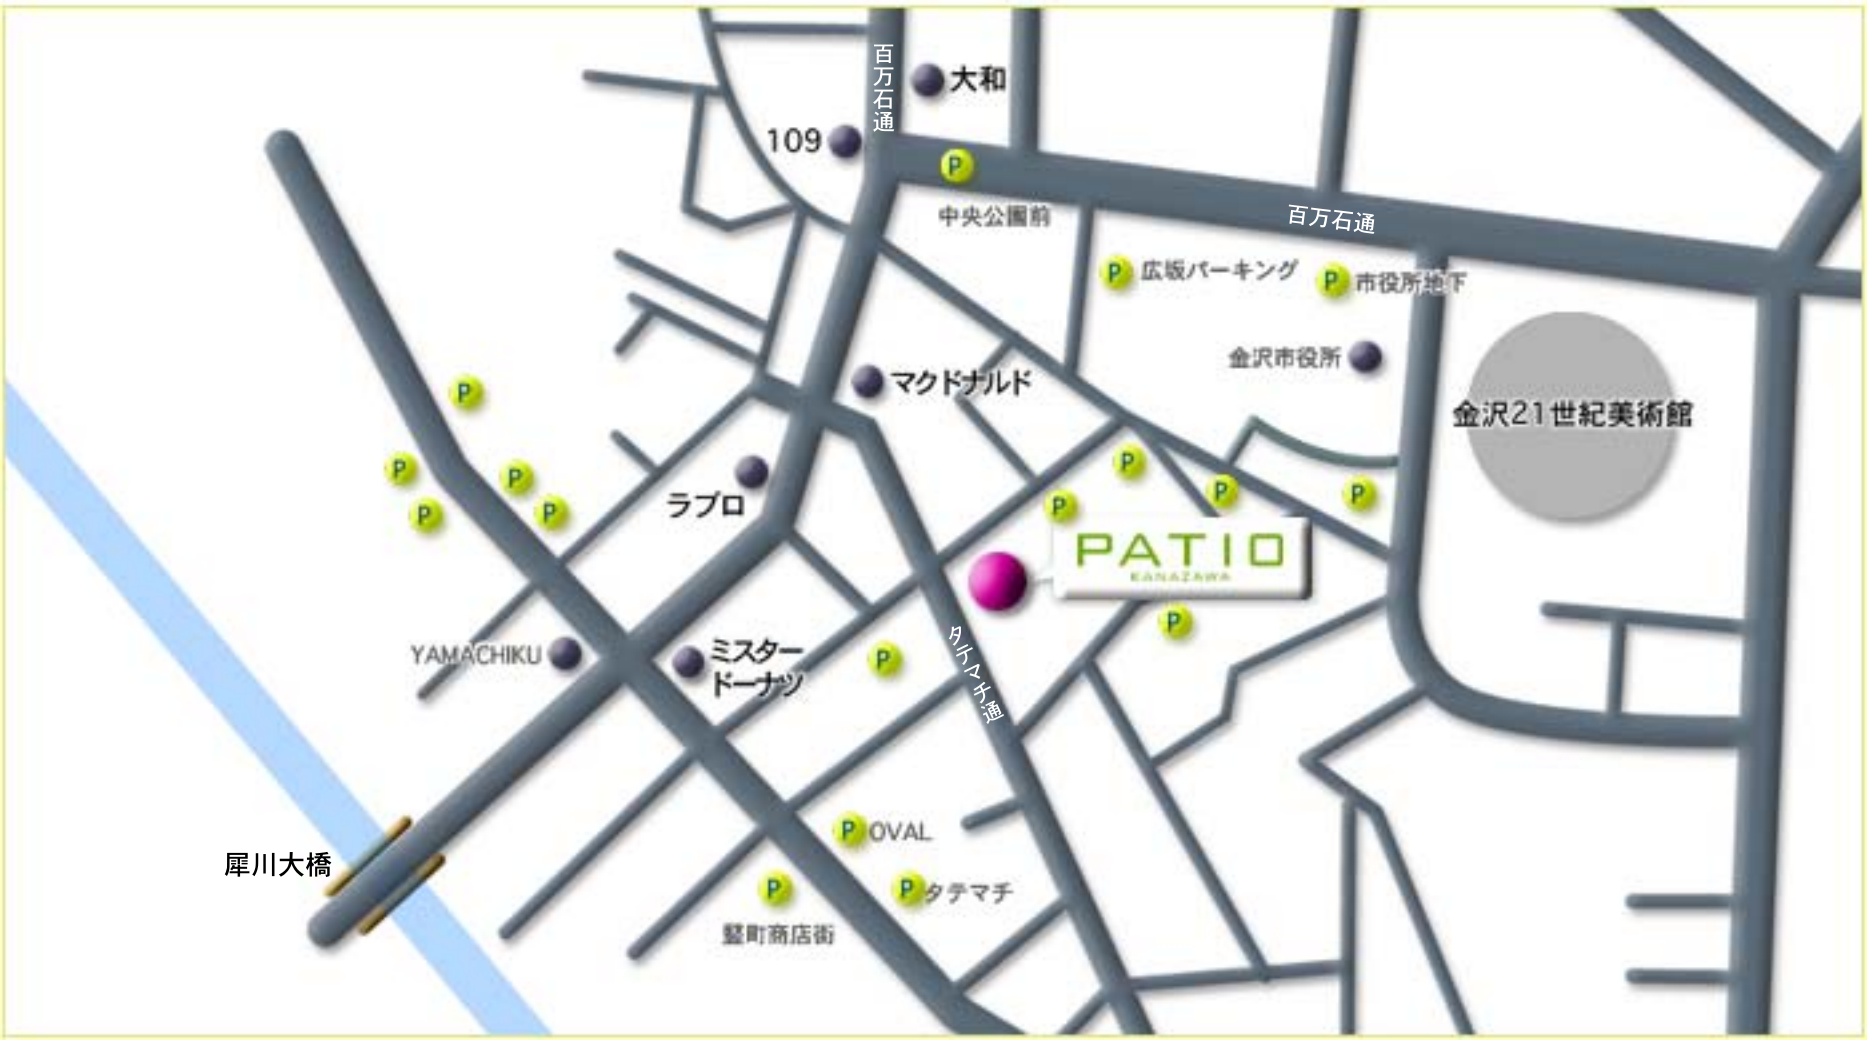 百万石通
大和
109
P
中央公園前
百万石通
P 広坂パーキング
P 市役所地下
金沢市役所
マクドナルド
P
金沢21世紀美術館
P
P
P
P
P
P
P
P
P
ラブロ
PATIO
KANAZAWA
P
タテマチ通
YAMACHIKU
ミスター
ドーナツ
P
P OVAL
犀川大橋
P
P タテマチ
竪町商店街